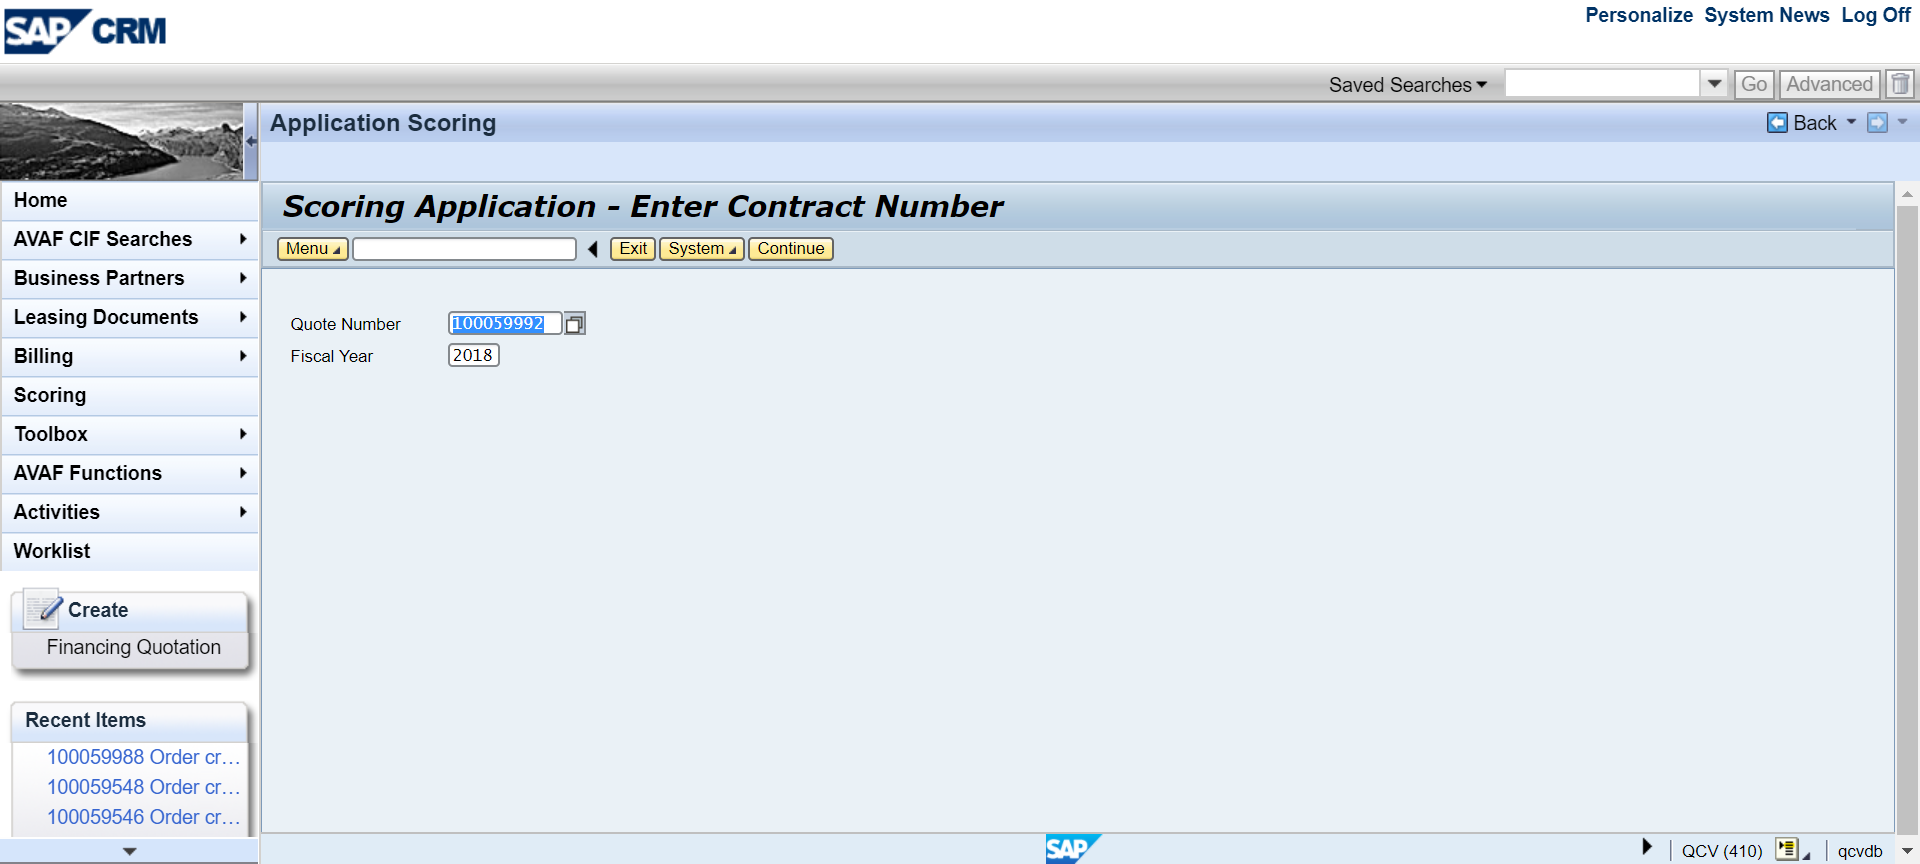 SAP CRM
Personalize System News Log Off
Saved Searches Go Advanced
Application Scoring Back
Scoring Application - Enter Contract Number
Menu Exit System Continue
Quote Number 100059992
Fiscal Year 2018
Home
AVAF CIF Searches
Business Partners
Leasing Documents
Billing
Scoring
Toolbox
AVAF Functions
Activities
Worklist
Create
Financing Quotation
Recent Items
100059988 Order cr...
100059548 Order cr...
100059546 Order cr...
SAP QCV (410) qcvdb